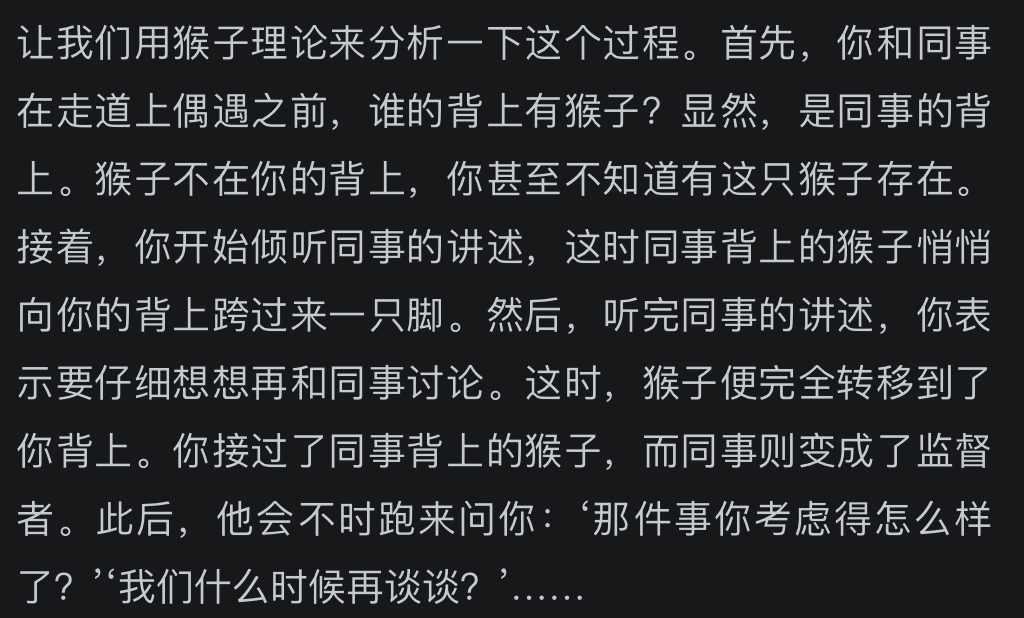 让我们用猴子理论来分析一下这个过程。首先，你和同事
在走道上偶遇之前，谁的背上有猴子？显然，是同事的背
上。猴子不在你的背上，你甚至不知道有这只猴子存在。
接着，你开始倾听同事的讲述，这时同事背上的猴子悄悄
向你的背上跨过来一只脚。然后，听完同事的讲述，你表
示要仔细想想再和同事讨论。这时，猴子便完全转移到了
你背上。你接过了同事背上的猴子，而同事则变成了监督
者。此后，他会不时跑来问你：‘那件事你考虑得怎么样
了？’‘我们什么时候再谈谈？’……